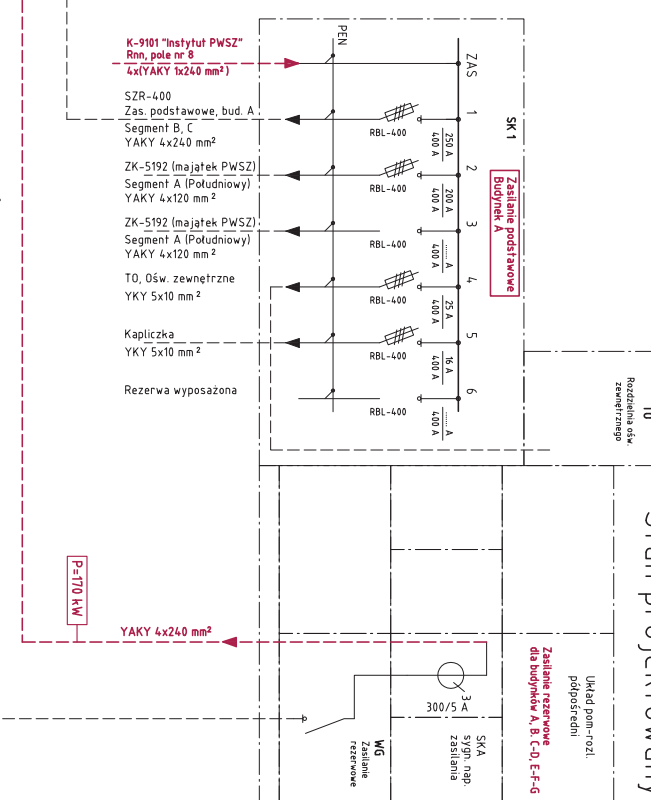 K-9101 "Instytut PWSZ"
Rnn, pole nr 8
4x(YAKY 1x240 mm²)
SZR-400
Zas. podstawowe, bud. A
Segment B, C
YAKY 4x240 mm²
ZK-5192 (majątek PWSZ)
Segment A (Południowy)
YAKY 4x120 mm²
ZK-5192 (majątek PWSZ)
Segment A (Południowy)
YAKY 4x120 mm²
TO, Ośw. zewnętrzne
YKY 5x10 mm²
Kapliczka
YKY 5x10 mm²
Rezerwa wyposażona
PEN
ZAS
1
RBL-400
250 A
400 A
2
RBL-400
200 A
400 A
3
RBL-400
........ A
400 A
4
RBL-400
25 A
400 A
5
RBL-400
16 A
400 A
6
RBL-400
........ A
400 A
SK 1
Zasilanie podstawowe
Budynek A
Rozdzielnia ośw.
zewnętrznego
projektowany
P=170 kW
YAKY 4x240 mm²
3
300/5 A
Układ pom-rozl.
półpośredni
Zasilanie rezerwowe
dla budynków A, B, C-D, E-F-G
SKA
sygn. nap.
zasilania
WG
Zasilanie
rezerwowe